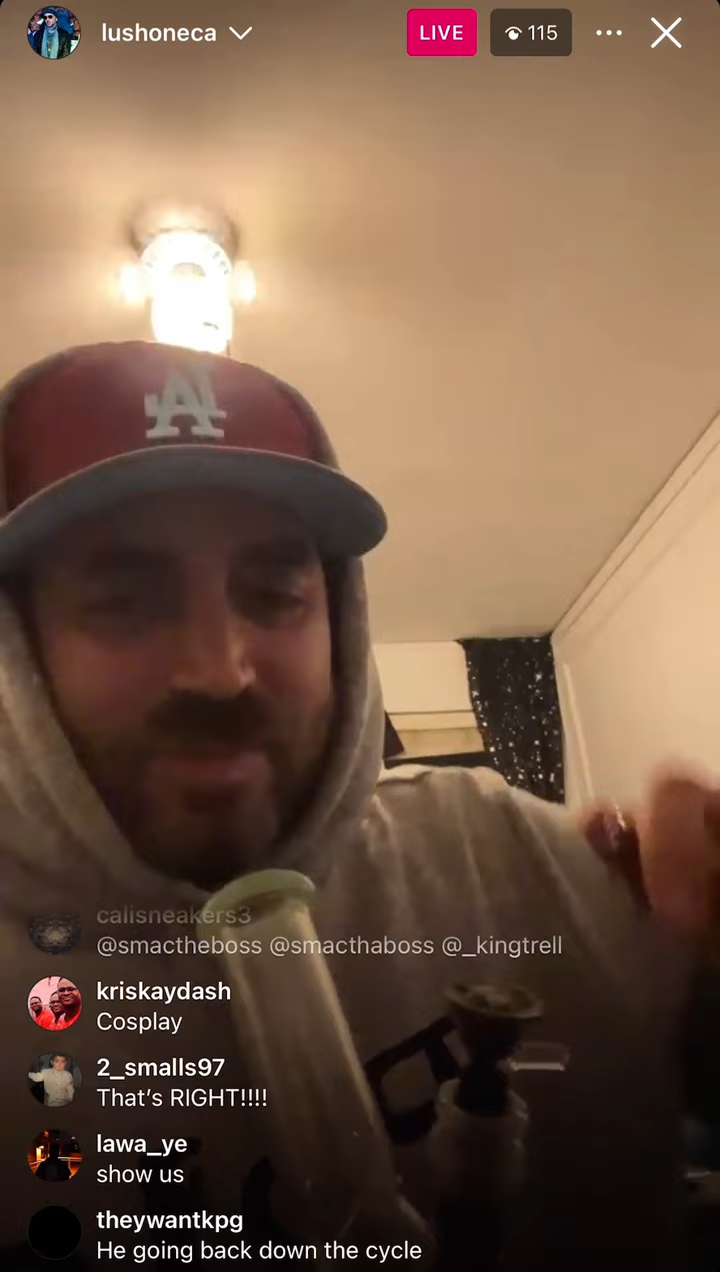 lushoneca
LIVE
115
LA
calisneakers3
@smactheboss @smacthaboss @_kingtrell
kriskaydash
Cosplay
2_smalls97
That's RIGHT!!!!
lawa_ye
show us
theywantkpg
He going back down the cycle